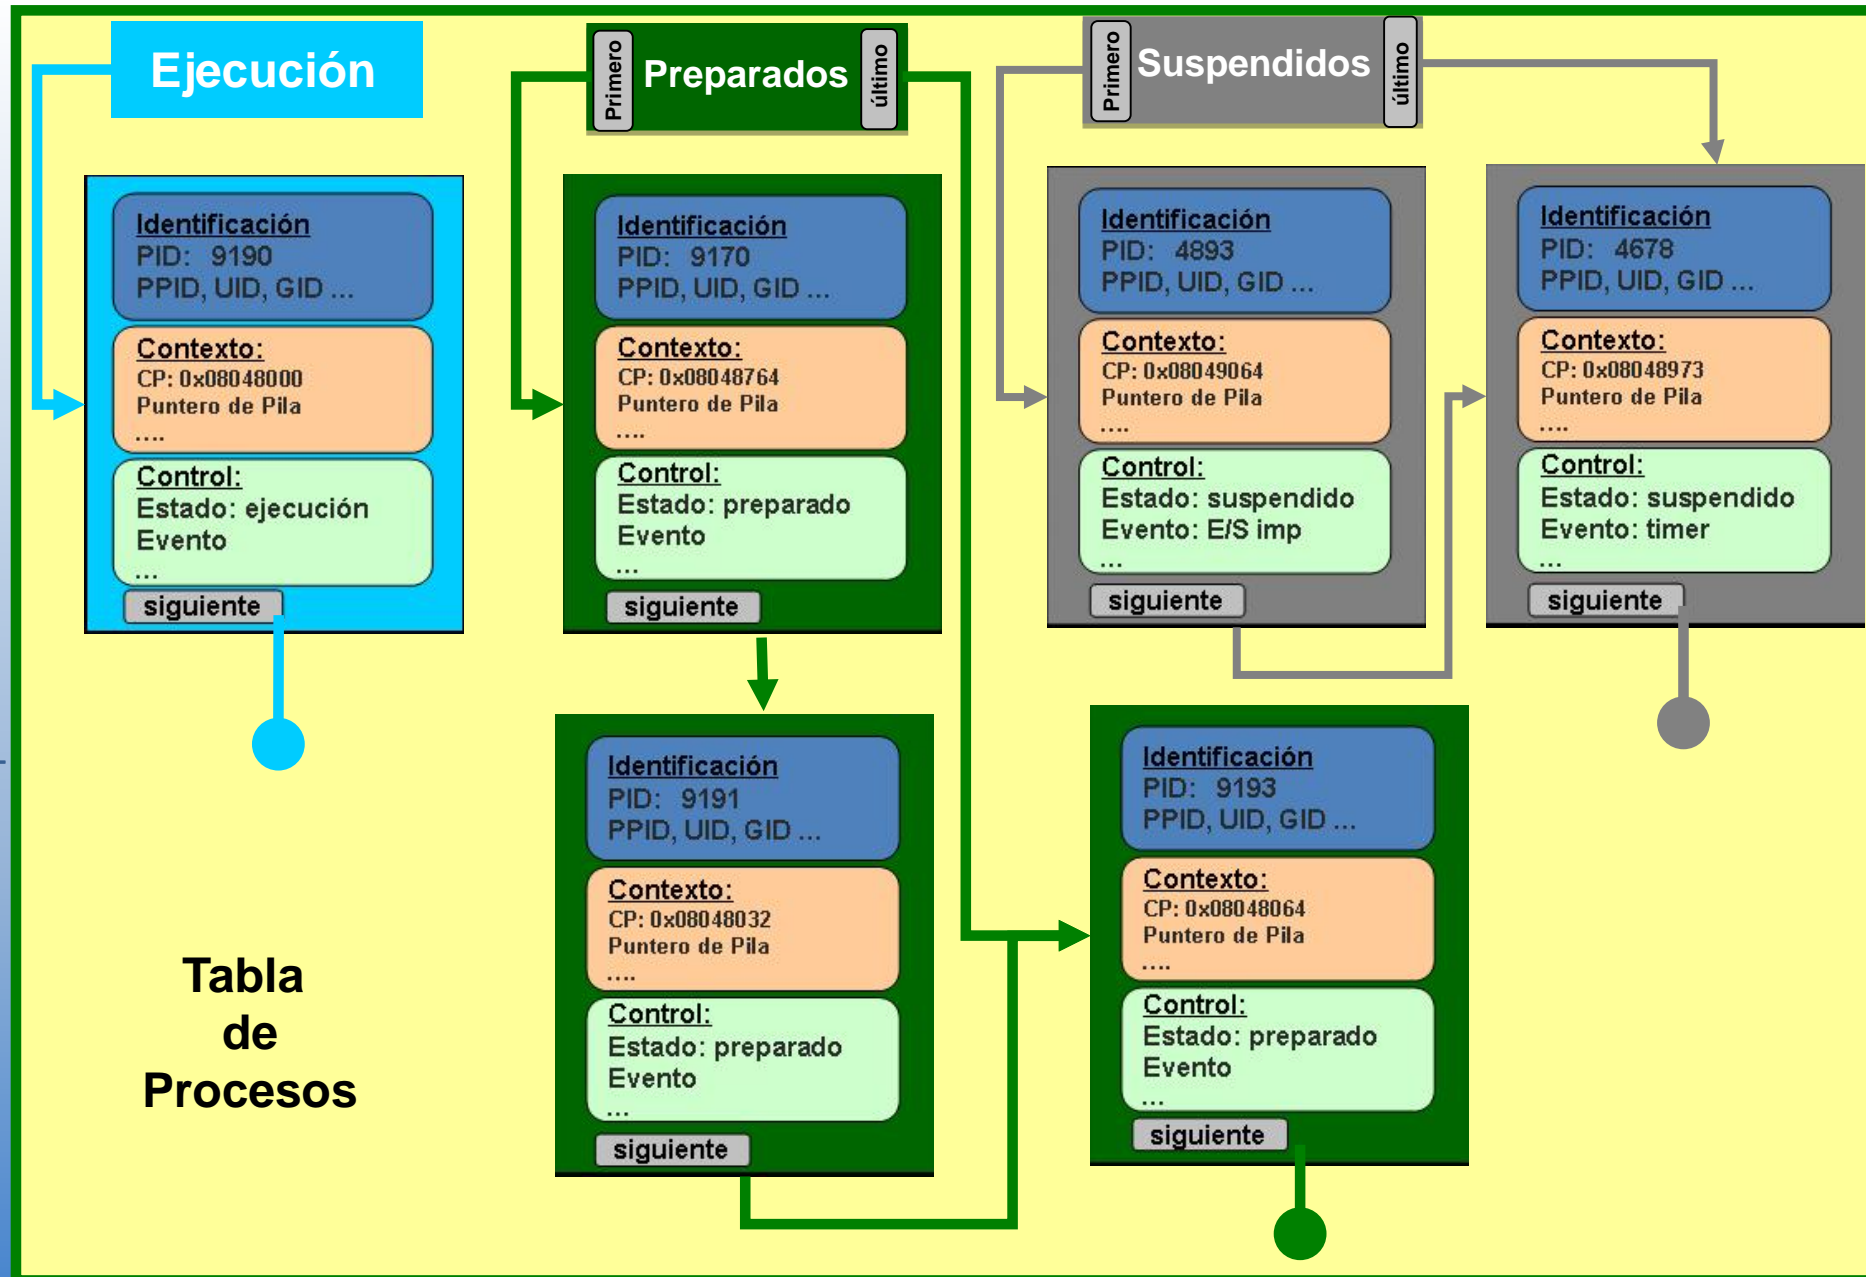 Ejecución
Primero
Preparados
último
Primero
Suspendidos
último
Identificación
PID: 9190
PPID, UID, GID ...
Contexto:
CP: 0x08048000
Puntero de Pila
....
Control:
Estado: ejecución
Evento
...
siguiente
Identificación
PID: 9170
PPID, UID, GID ...
Contexto:
CP: 0x08048764
Puntero de Pila
....
Control:
Estado: preparado
Evento
...
siguiente
Identificación
PID: 4893
PPID, UID, GID ...
Contexto:
CP: 0x08049064
Puntero de Pila
....
Control:
Estado: suspendido
Evento: E/S imp
...
siguiente
Identificación
PID: 4678
PPID, UID, GID ...
Contexto:
CP: 0x08048973
Puntero de Pila
....
Control:
Estado: suspendido
Evento: timer
...
siguiente
Identificación
PID: 9191
PPID, UID, GID ...
Contexto:
CP: 0x08048032
Puntero de Pila
....
Control:
Estado: preparado
Evento
...
siguiente
Identificación
PID: 9193
PPID, UID, GID ...
Contexto:
CP: 0x08048064
Puntero de Pila
....
Control:
Estado: preparado
Evento
...
siguiente
Tabla
de
Procesos